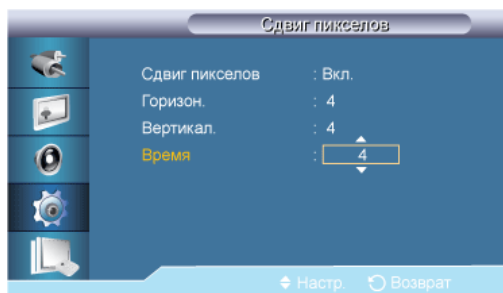 Сдвиг пикселов
Сдвиг пикселов : Вкл.
Горизон. : 4
Вертикал. : 4
Время : 4
Настр. Возврат